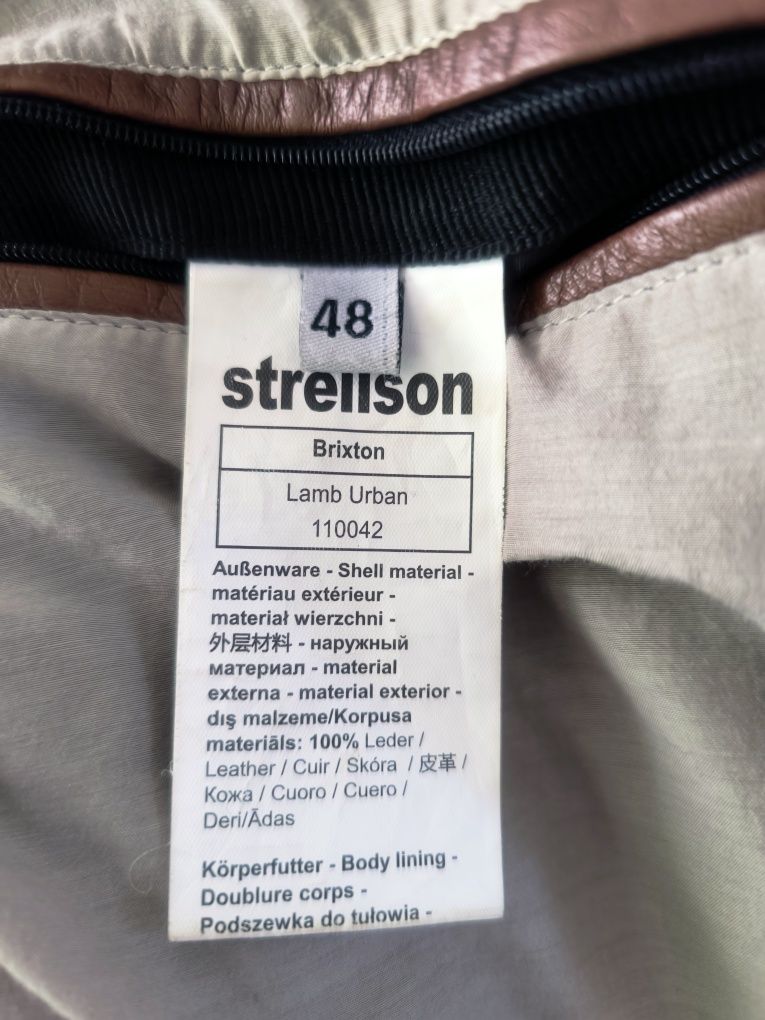 48
strellson
Brixton
Lamb Urban
110042
Außenware - Shell material -
matériau extérieur -
materiał wierzchni -
外层材料 - наружный
материал - material
externa - material exterior -
dış malzeme/Korpusa
materiāls: 100% Leder /
Leather / Cuir / Skóra / 皮革 /
Кожа / Cuoro / Cuero /
Deri/Ādas
Körperfutter - Body lining -
Doublure corps -
Podszewka do tułowia -